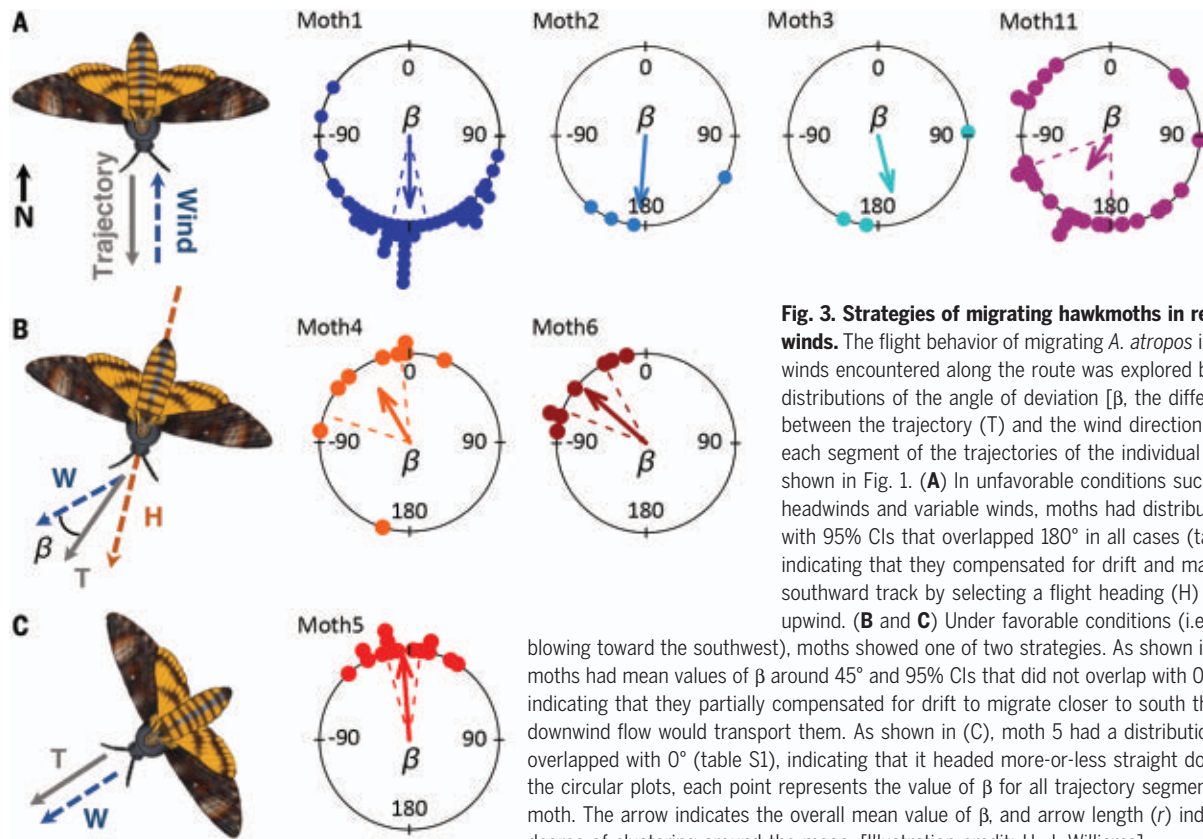 A
Moth1
Moth2
Moth3
Moth11
0
β
-90
90
180
0
β
-90
90
180
0
β
-90
90
180
0
β
-90
90
180
N
Trajectory
Wind
B
W
β
T
H
Moth4
Moth6
0
-90
90
β
180
0
-90
90
β
180
Fig. 3. Strategies of migrating hawkmoths in re
winds. The flight behavior of migrating A. atropos i
winds encountered along the route was explored b
distributions of the angle of deviation [β, the diffe
between the trajectory (T) and the wind direction
each segment of the trajectories of the individual
shown in Fig. 1. (A) In unfavorable conditions suc
headwinds and variable winds, moths had distribu
with 95% CIs that overlapped 180° in all cases (ta
indicating that they compensated for drift and ma
southward track by selecting a flight heading (H)
upwind. (B and C) Under favorable conditions (i.e
blowing toward the southwest), moths showed one of two strategies. As shown i
moths had mean values of β around 45° and 95% CIs that did not overlap with 0
indicating that they partially compensated for drift to migrate closer to south th
downwind flow would transport them. As shown in (C), moth 5 had a distributio
overlapped with 0° (table S1), indicating that it headed more-or-less straight do
the circular plots, each point represents the value of β for all trajectory segmen
moth. The arrow indicates the overall mean value of β, and arrow length (r) ind
C
T
W
Moth5
0
-90
90
β
180